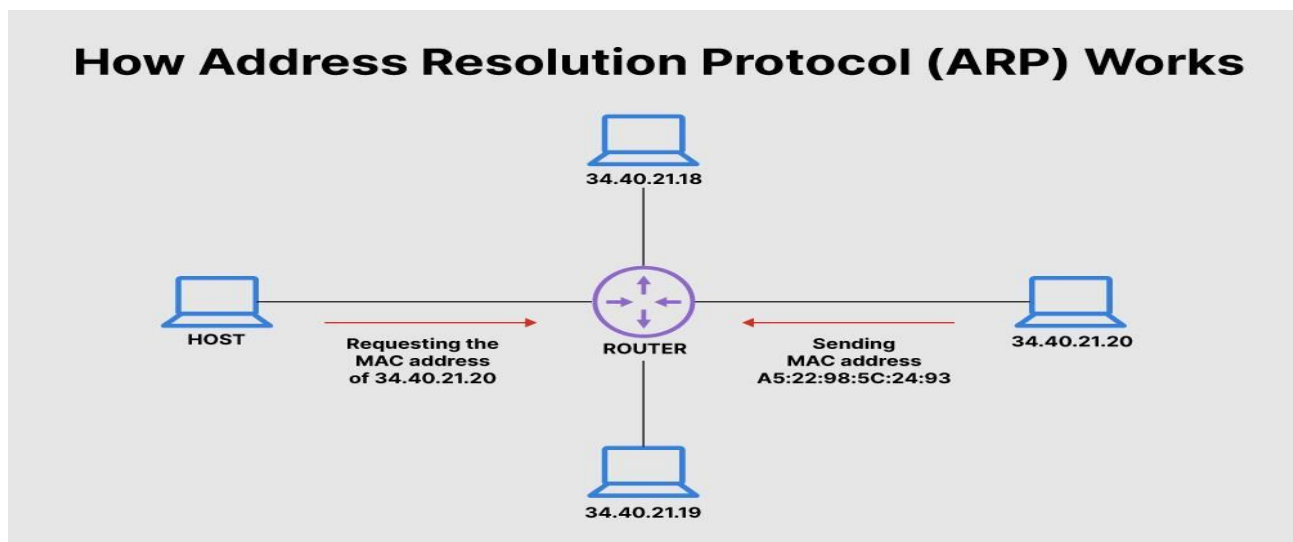 How Address Resolution Protocol (ARP) Works
34.40.21.18
HOST
Requesting the
MAC address
of 34.40.21.20
ROUTER
Sending
MAC address
A5:22:98:5C:24:93
34.40.21.20
34.40.21.19